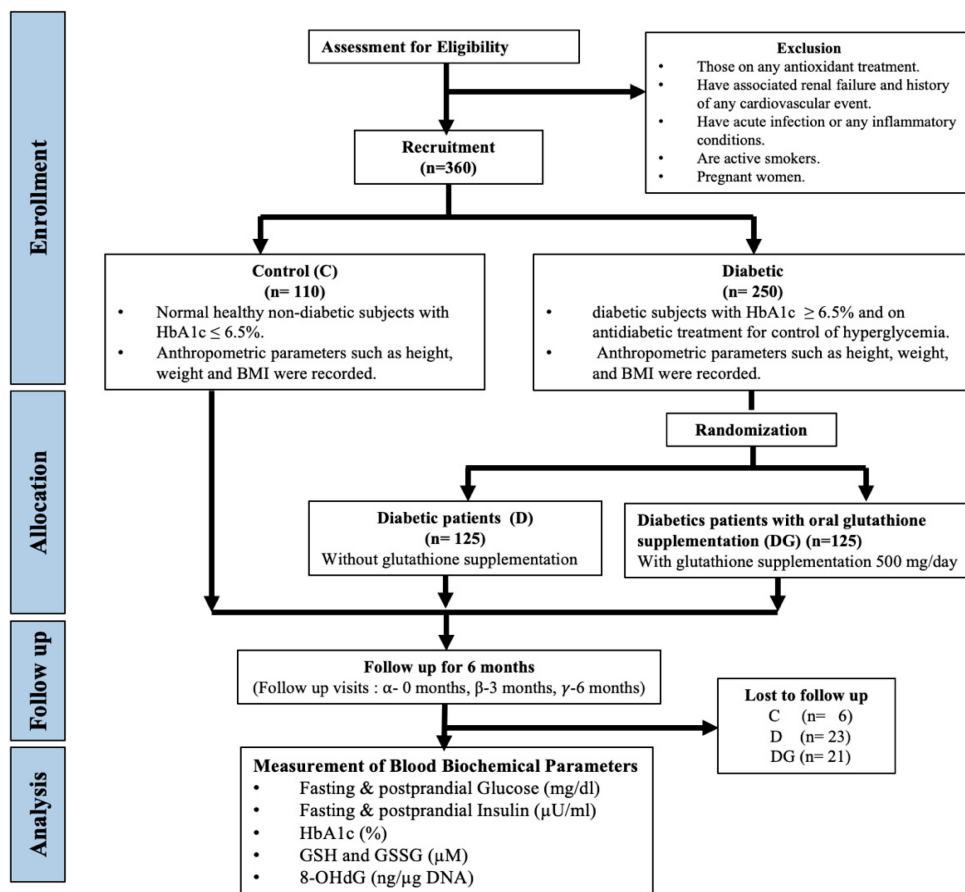 Enrollment
Assessment for Eligibility
Exclusion
• Those on any antioxidant treatment.
• Have associated renal failure and history
of any cardiovascular event.
• Have acute infection or any inflammatory
conditions.
• Are active smokers.
• Pregnant women.
Recruitment
(n=360)
Control (C)
(n= 110)
• Normal healthy non-diabetic subjects with
HbA1c ≤ 6.5%.
• Anthropometric parameters such as height,
weight and BMI were recorded.
Diabetic
(n= 250)
• diabetic subjects with HbA1c ≥ 6.5% and on
antidiabetic treatment for control of hyperglycemia.
• Anthropometric parameters such as height, weight,
and BMI were recorded.
Allocation
Randomization
Diabetic patients (D)
(n= 125)
Without glutathione supplementation
Diabetics patients with oral glutathione
supplementation (DG) (n=125)
With glutathione supplementation 500 mg/day
Follow up
Follow up for 6 months
(Follow up visits : α- 0 months, β-3 months, γ-6 months)
Lost to follow up
C (n= 6)
D (n= 23)
DG (n= 21)
Analysis
Measurement of Blood Biochemical Parameters
• Fasting & postprandial Glucose (mg/dl)
• Fasting & postprandial Insulin (µU/ml)
• HbA1c (%)
• GSH and GSSG (µM)
• 8-OHdG (ng/µg DNA)